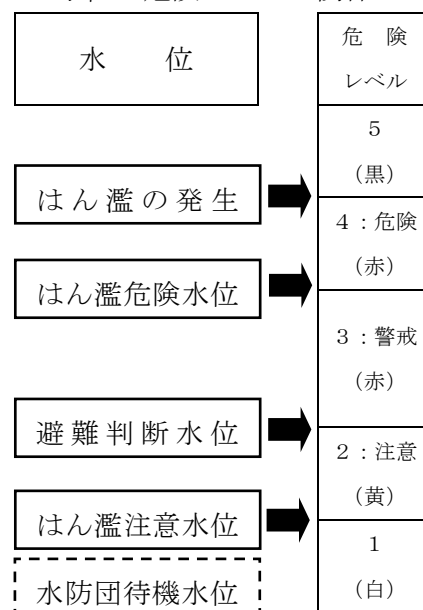 水 位
危 険
レベル
5
（黒）
はん濫の発生
4：危険
（赤）
はん濫危険水位
3：警戒
（赤）
避難判断水位
2：注意
（黄）
はん濫注意水位
1
（白）
水防団待機水位